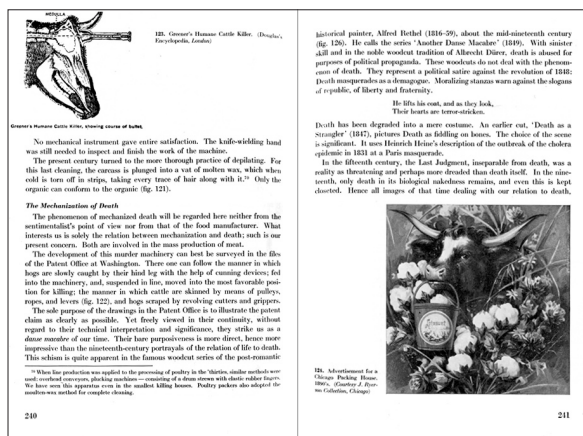 MEDULLA
123. Greener's Humane Cattle Killer. (Douglas's
Encyclopedia, London)
Greener's Humane Cattle Killer, showing course of bullet.
No mechanical instrument gave entire satisfaction. The knife-wielding hand
was still needed to inspect and finish the work of the machine.
The present century turned to the more thorough practice of depilating. For
this last cleaning, the carcass is plunged into a vat of molten wax, which when
cold is torn off in strips, taking every trace of hair along with it.⁷⁰ Only the
organic can conform to the organic (fig. 121).
The Mechanization of Death
The phenomenon of mechanized death will be regarded here neither from the
sentimentalist's point of view nor from that of the food manufacturer. What
interests us is solely the relation between mechanization and death; such is our
present concern. Both are involved in the mass production of meat.
The development of this murder machinery can best be surveyed in the files
of the Patent Office at Washington. There one can follow the manner in which
hogs are slowly caught by their hind leg with the help of cunning devices; fed
into the machinery, and, suspended in line, moved into the most favorable posi-
tion for killing; the manner in which cattle are skinned by means of pulleys,
ropes, and levers (fig. 122), and hogs scraped by revolving cutters and grippers.
The sole purpose of the drawings in the Patent Office is to illustrate the patent
claim as clearly as possible. Yet freely viewed in their continuity, without
regard to their technical interpretation and significance, they strike us as a
danse macabre of our time. Their bare purposiveness is more direct, hence more
impressive than the nineteenth-century portrayals of the relation of life to death.
This schism is quite apparent in the famous woodcut series of the post-romantic
⁷⁰ When line production was applied to the processing of poultry in the 'thirties, similar methods were
used: overhead conveyors, plucking machines — consisting of a drum strewn with elastic rubber fingers.
We have seen this apparatus even in the smallest killing houses. Poultry packers also adopted the
moulten-wax method for complete cleaning.
240
historical painter, Alfred Rethel (1816-59), about the mid-nineteenth century
(fig. 126). He calls the series 'Another Danse Macabre' (1849). With sinister
skill and in the noble woodcut tradition of Albrecht Dürer, death is abused for
purposes of political propaganda. These woodcuts do not deal with the phenom-
enon of death. They represent a political satire against the revolution of 1848:
Death masquerades as a demagogue. Moralizing stanzas warn against the slogans
of republic, of liberty and fraternity.
He lifts his coat, and as they look,
Their hearts are terror-stricken.
Death has been degraded into a mere costume. An earlier cut, 'Death as a
Strangler' (1847), pictures Death as fiddling on bones. The choice of the scene
is significant. It uses Heinrich Heine's description of the outbreak of the cholera
epidemic in 1831 at a Paris masquerade.
In the fifteenth century, the Last Judgment, inseparable from death, was a
reality as threatening and perhaps more dreaded than death itself. In the nine-
teenth, only death in its biological nakedness remains, and even this is kept
closeted. Hence all images of that time dealing with our relation to death,
124. Advertisement for a
Chicago Packing House.
1890's. (Courtesy J. Ryer-
son Collection, Chicago)
241